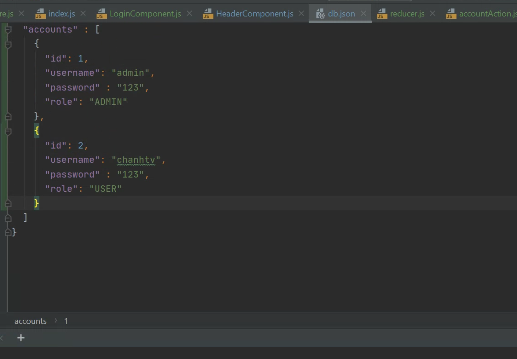 re.js index.js LoginComponent.js HeaderComponent.js db.json reducer.js accountAction.j
"accounts" : [
{
"id": 1,
"username": "admin",
"password" : "123",
"role": "ADMIN"
},
{
"id": 2,
"username": "chanhtv",
"password" : "123",
"role": "USER"
}
]
}
accounts > 1
+